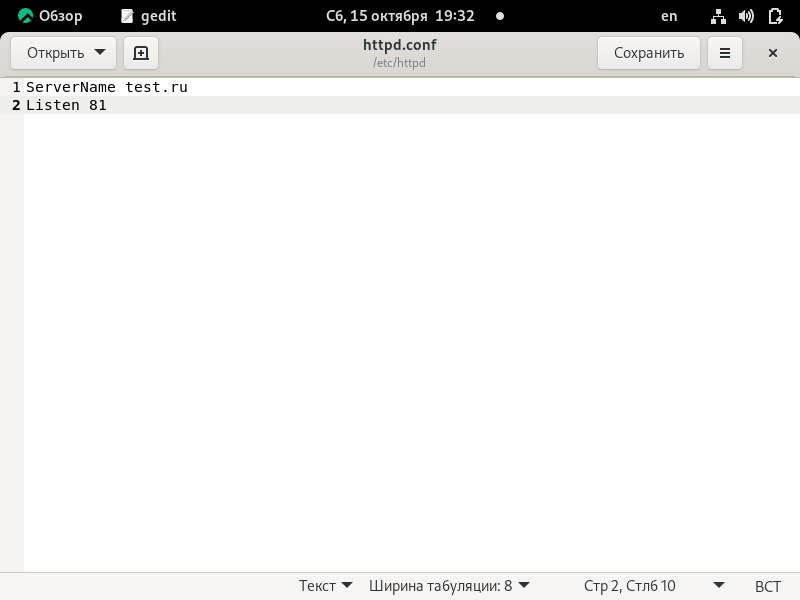 Обзор gedit Сб, 15 октября 19:32 en
Открыть httpd.conf Сохранить
/etc/httpd
1 ServerName test.ru
2 Listen 81
Текст Ширина табуляции: 8 Стр 2, Стлб 10 ВСТ